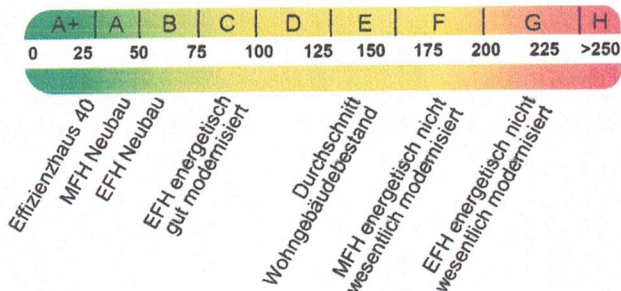 A+ A B C D E F G H
0 25 50 75 100 125 150 175 200 225 >250
Effizienzhaus 40
MFH Neubau
EFH Neubau
EFH energetisch
gut modernisiert
Durchschnitt
Wohngebäudebestand
MFH energetisch nicht
wesentlich modernisiert
EFH energetisch nicht
wesentlich modernisiert